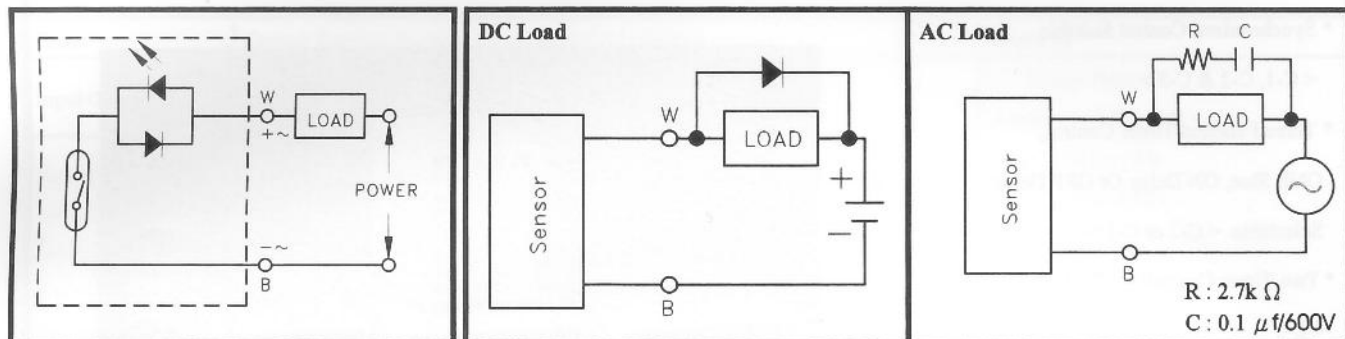 W
+~
LOAD
POWER
-~
B
DC Load
W
LOAD
Sensor
+
−
B
AC Load
R C
W
LOAD
Sensor
B
R : 2.7k Ω
C : 0.1 μf/600V